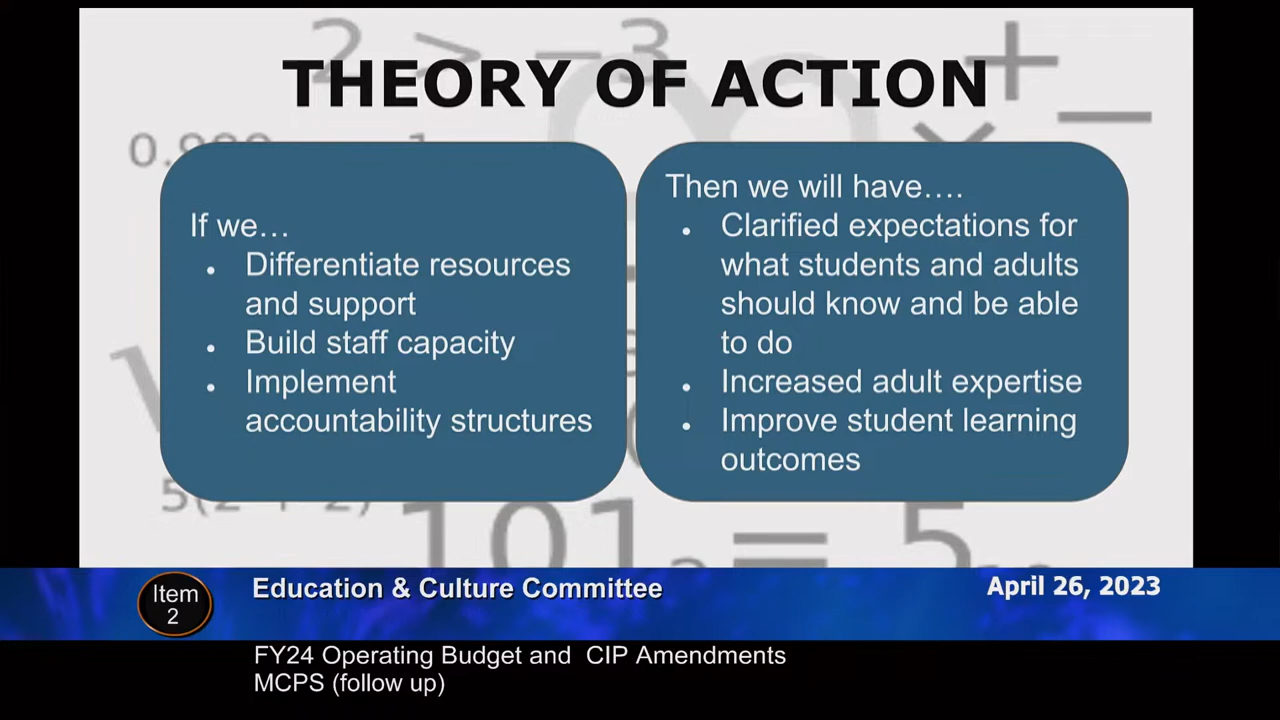 2 > -3
THEORY OF ACTION
If we…
• Differentiate resources
and support
• Build staff capacity
• Implement
accountability structures
Then we will have….
• Clarified expectations for
what students and adults
should know and be able
to do
• Increased adult expertise
• Improve student learning
outcomes
Item
2
Education & Culture Committee
April 26, 2023
FY24 Operating Budget and CIP Amendments
MCPS (follow up)